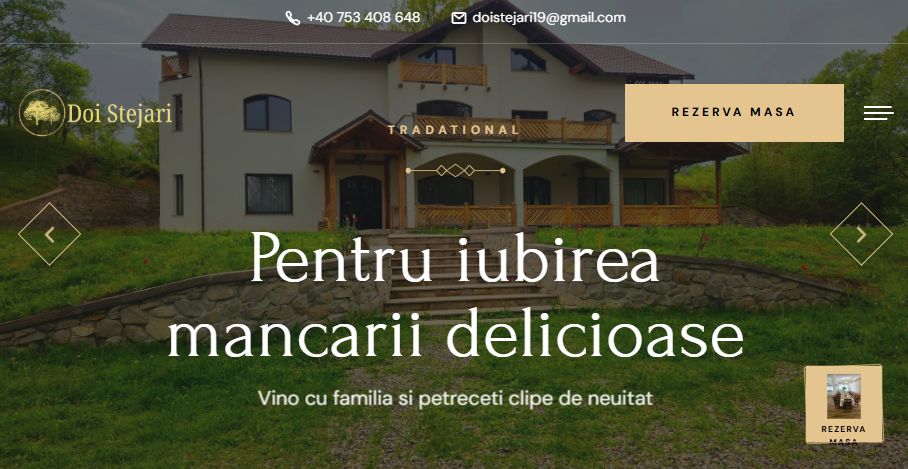 +40 753 408 648 doistejari19@gmail.com
Doi Stejari
REZERVA MASA
TRADATIONAL
Pentru iubirea
mancarii delicioase
Vino cu familia si petreceti clipe de neuitat
REZERVA
MASA